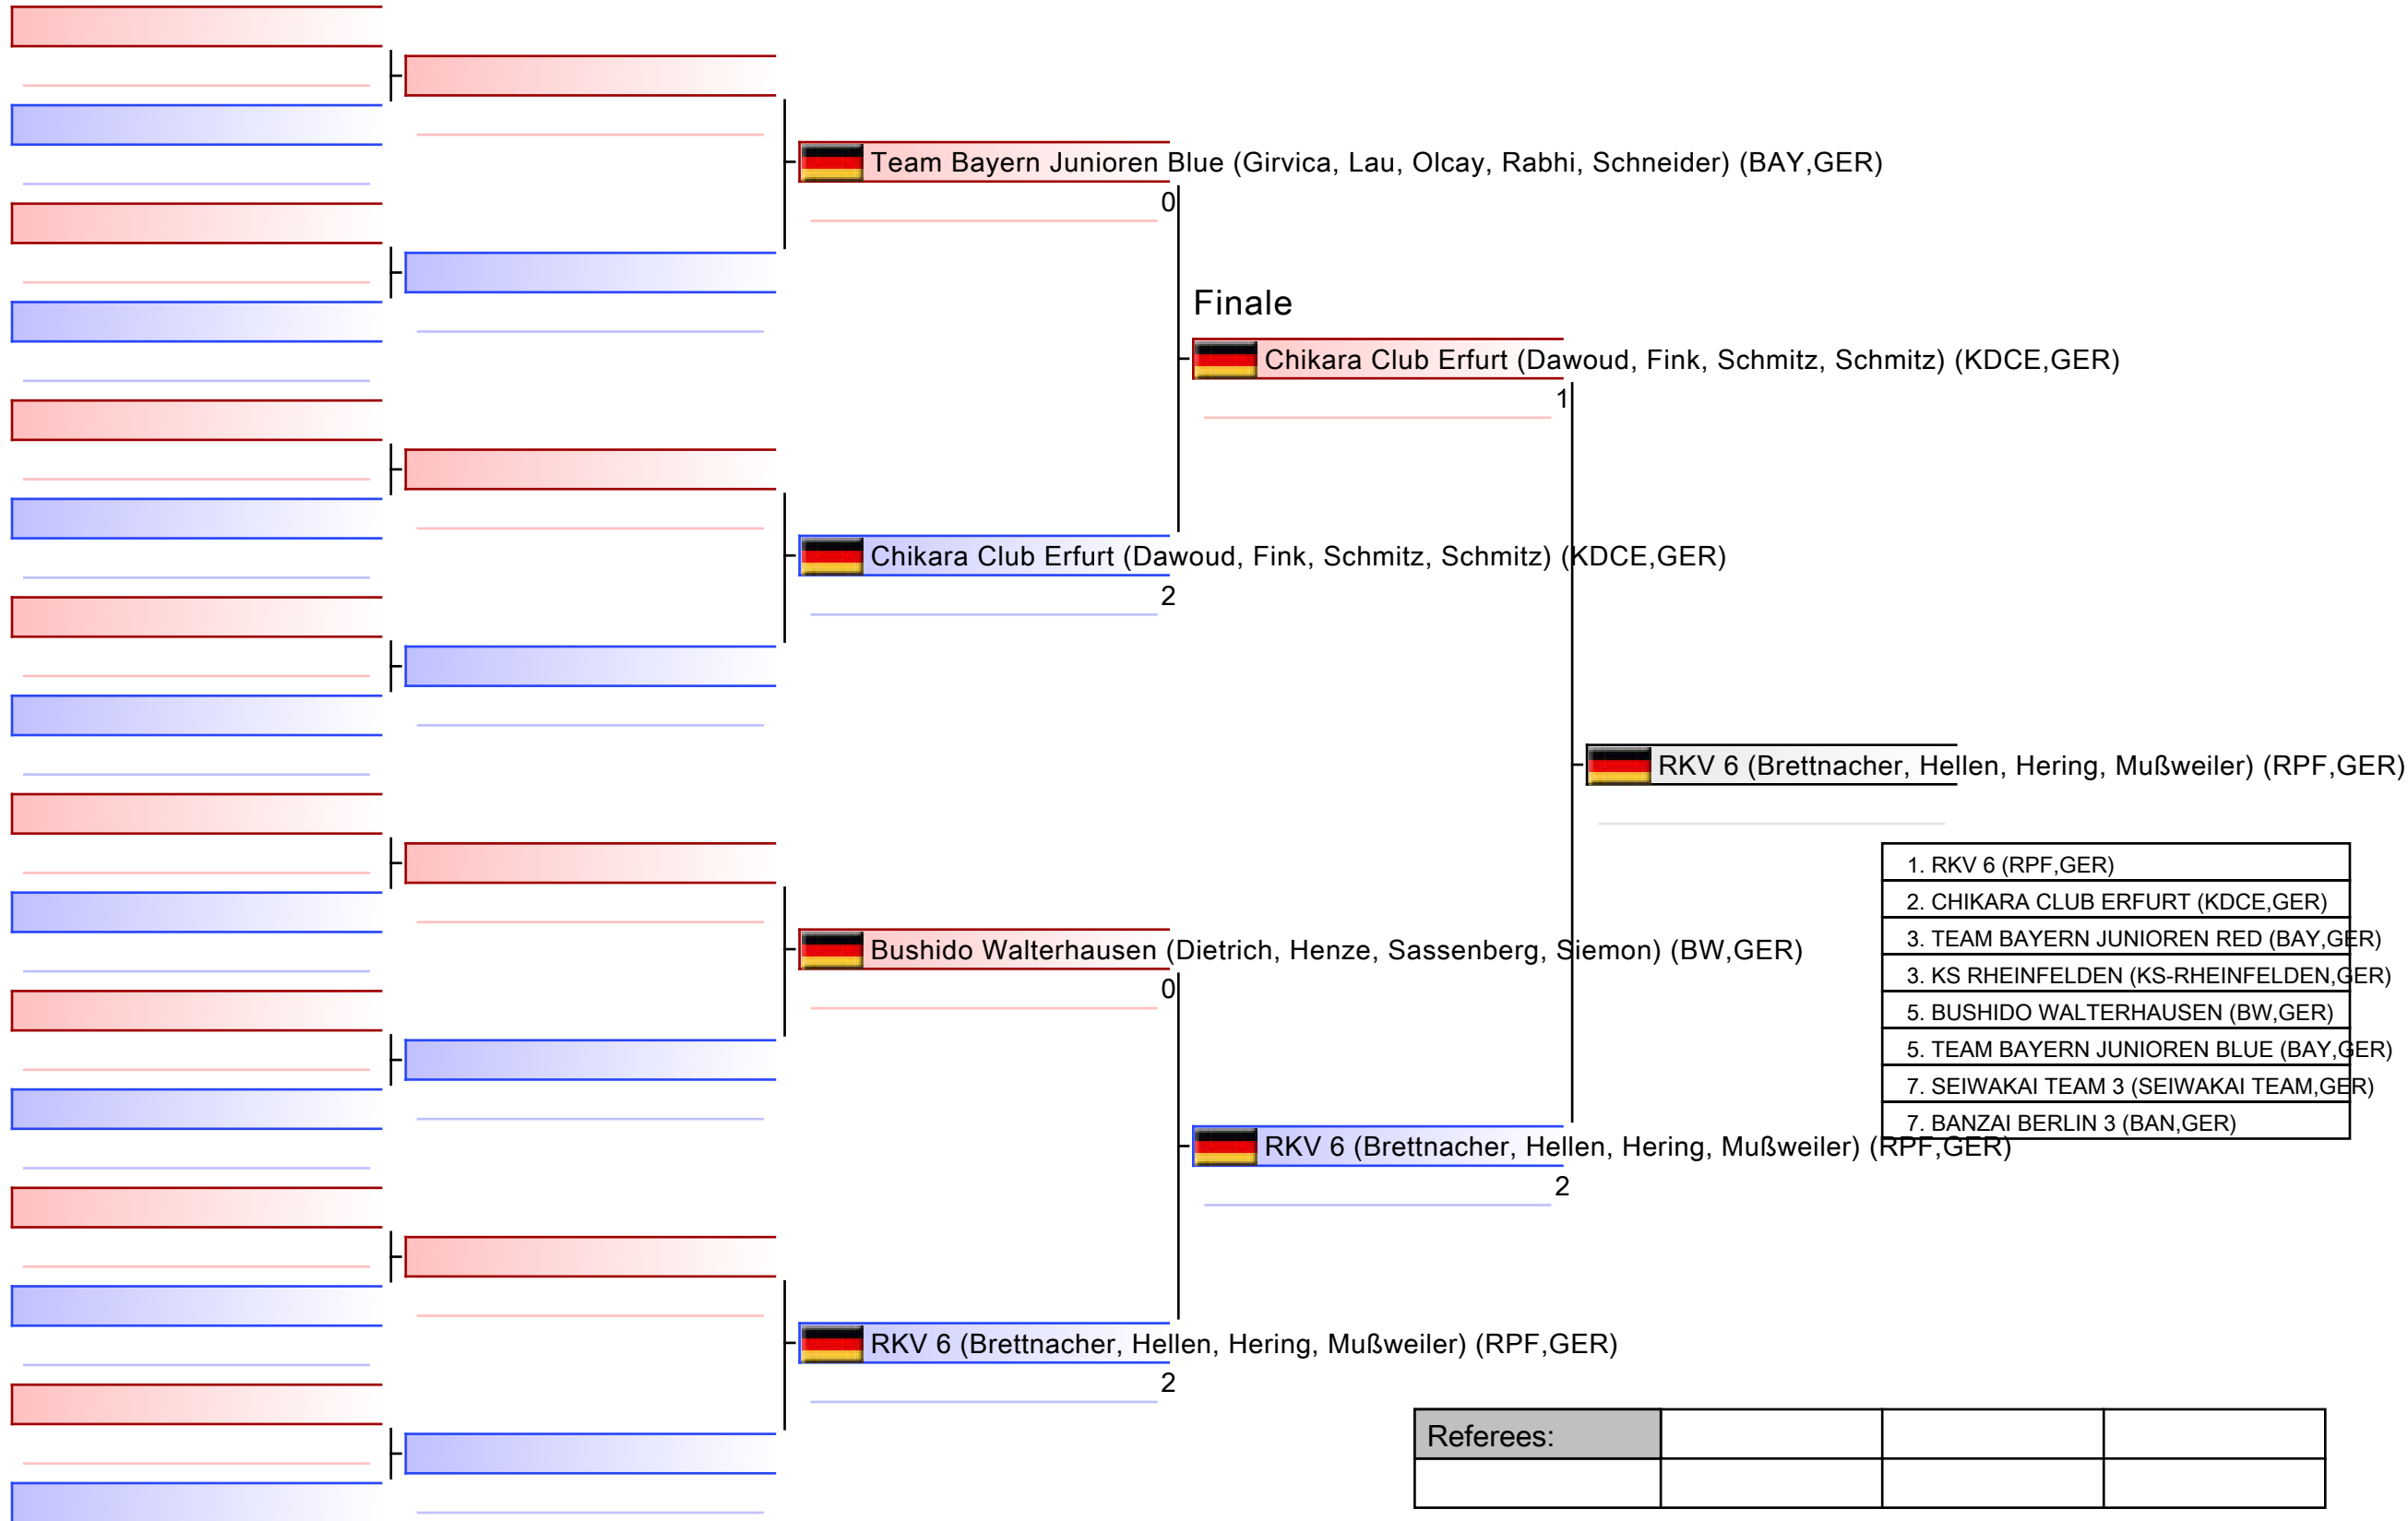 Team Bayern Junioren Blue (Girvica, Lau, Olcay, Rabhi, Schneider) (BAY,GER)
0
Finale
Chikara Club Erfurt (Dawoud, Fink, Schmitz, Schmitz) (KDCE,GER)
1
Chikara Club Erfurt (Dawoud, Fink, Schmitz, Schmitz) (KDCE,GER)
2
RKV 6 (Brettnacher, Hellen, Hering, Mußweiler) (RPF,GER)
1. RKV 6 (RPF,GER)
2. CHIKARA CLUB ERFURT (KDCE,GER)
3. TEAM BAYERN JUNIOREN RED (BAY,GER)
3. KS RHEINFELDEN (KS-RHEINFELDEN,GER)
5. BUSHIDO WALTERHAUSEN (BW,GER)
5. TEAM BAYERN JUNIOREN BLUE (BAY,GER)
7. SEIWAKAI TEAM 3 (SEIWAKAI TEAM,GER)
7. BANZAI BERLIN 3 (BAN,GER)
Bushido Walterhausen (Dietrich, Henze, Sassenberg, Siemon) (BW,GER)
0
RKV 6 (Brettnacher, Hellen, Hering, Mußweiler) (RPF,GER)
2
RKV 6 (Brettnacher, Hellen, Hering, Mußweiler) (RPF,GER)
2
Referees: